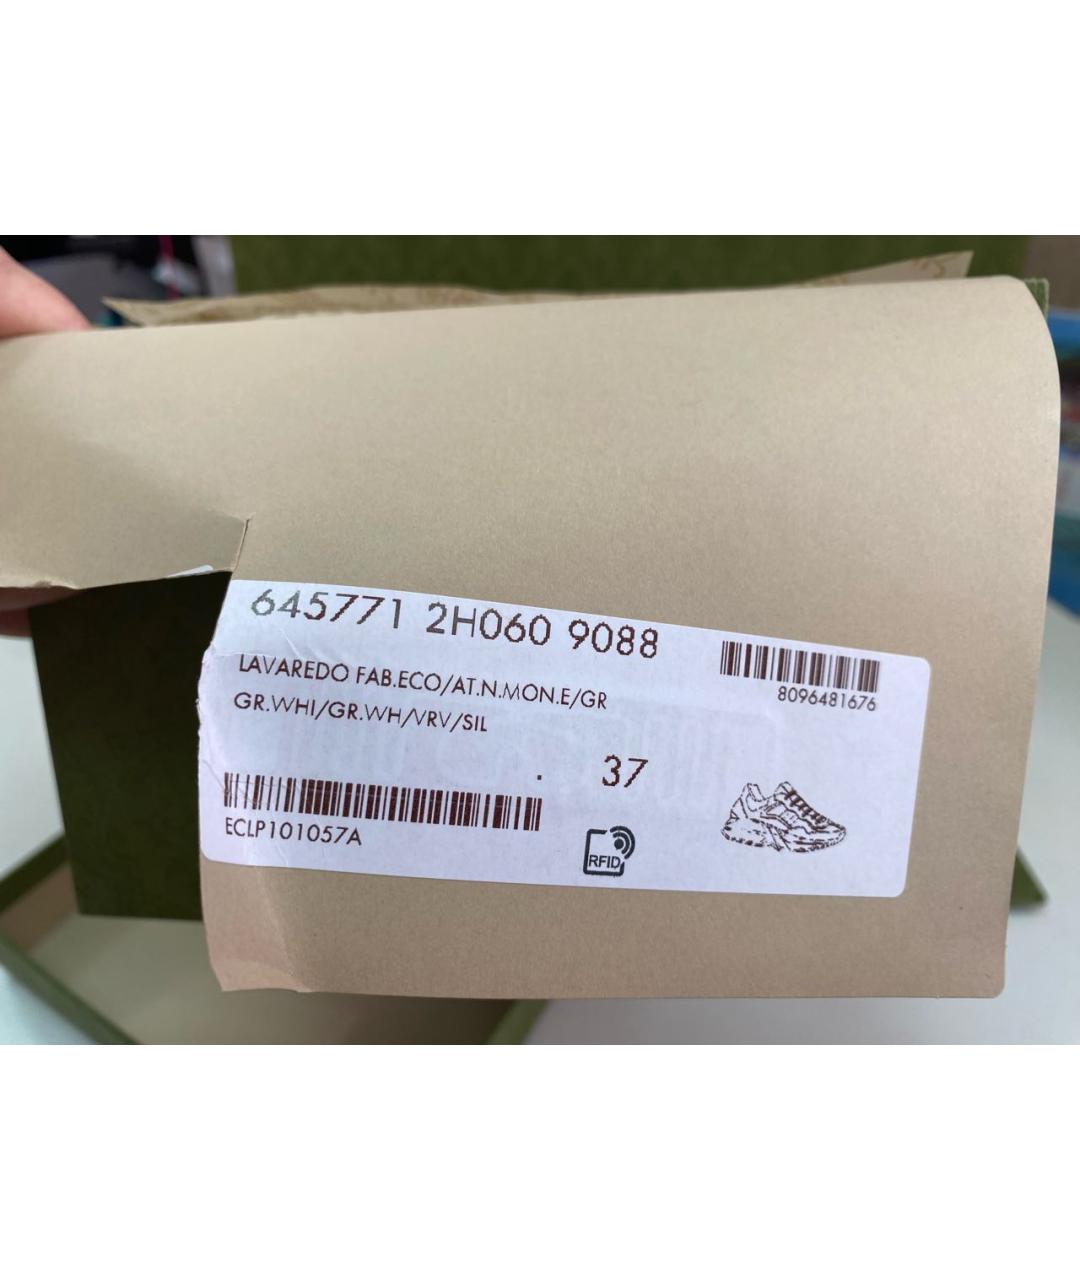 645771 2H060 9088
LAVAREDO FAB.ECO/AT.N.MON.E/GR
GR.WHI/GR.WH/VRV/SIL
8096481676
. 37
ECLP101057A
RFID